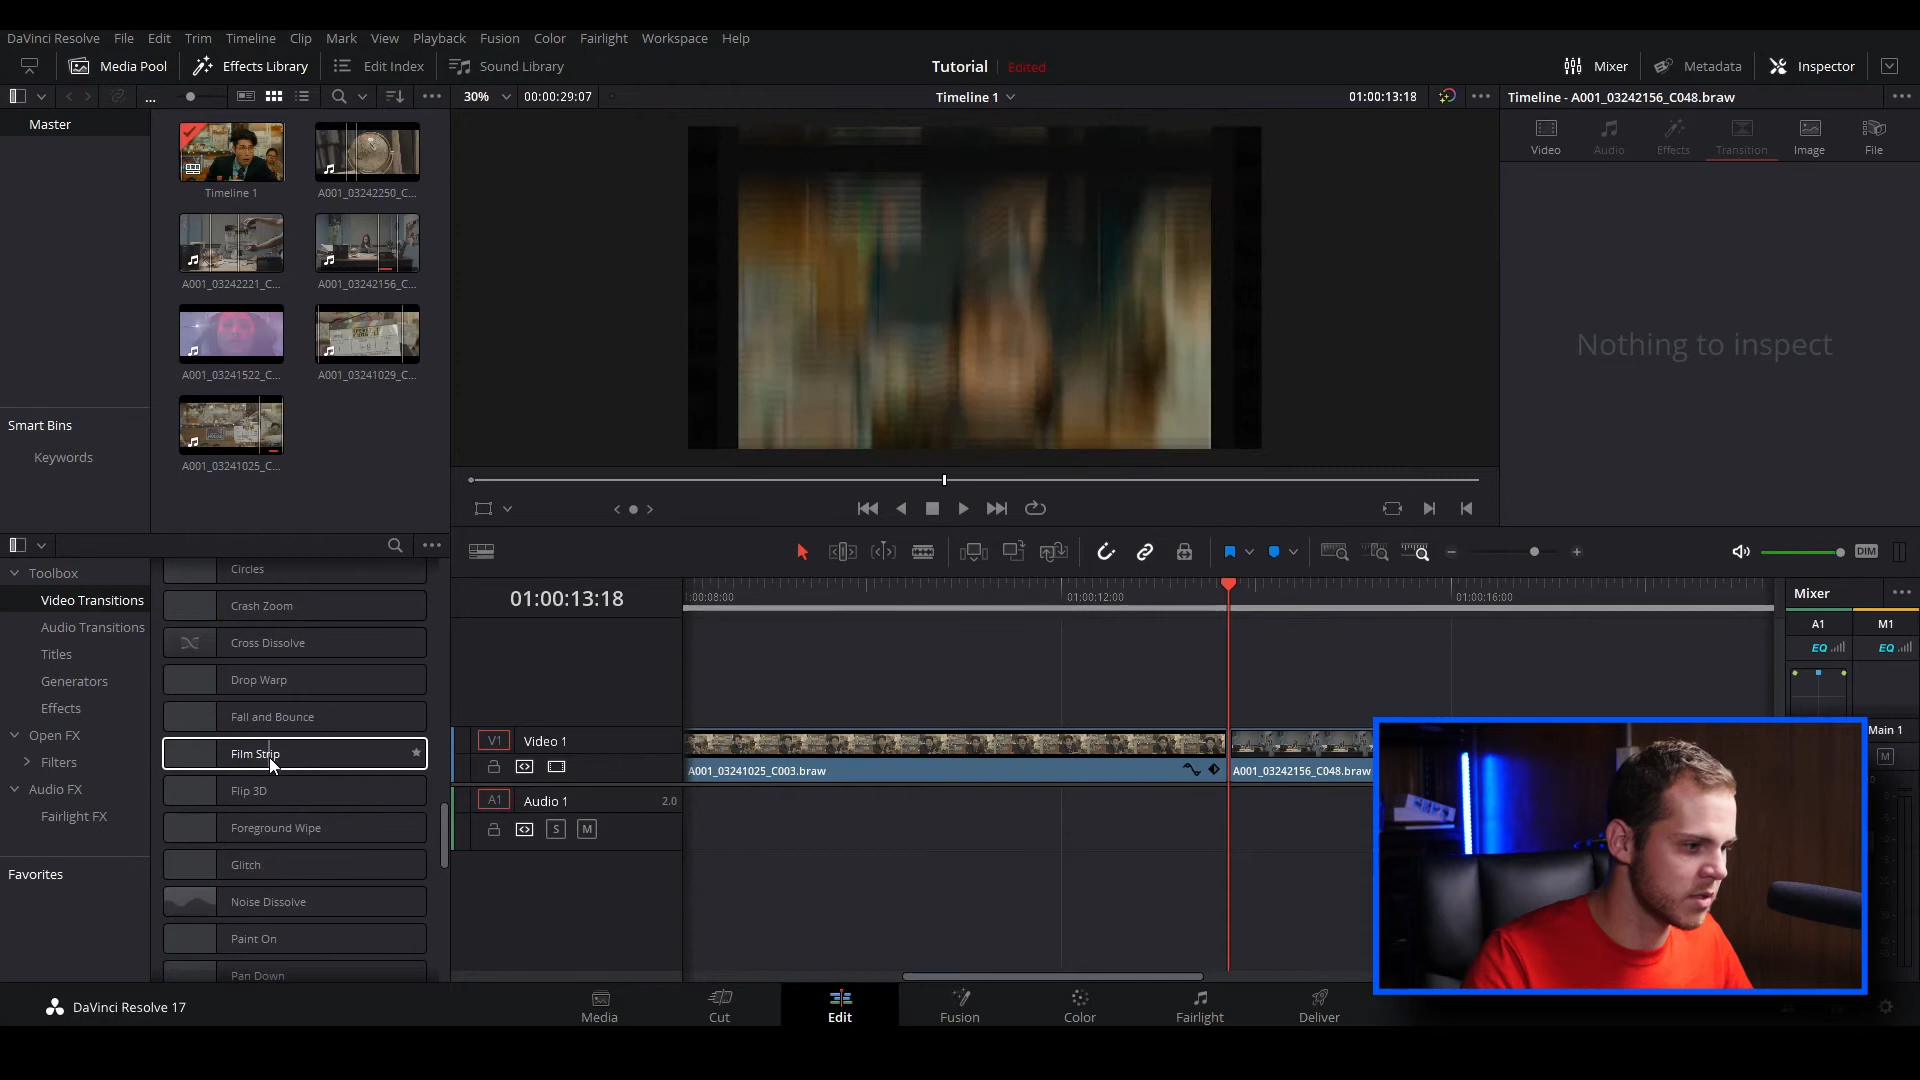 DaVinci Resolve File Edit Trim Timeline Clip Mark View Playback Fusion Color Fairlight Workspace Help
Media Pool Effects Library Edit Index Sound Library Tutorial Edited Mixer Metadata Inspector
... 30% 00:00:29:07 Timeline 1 01:00:13:18 Timeline - A001_03242156_C048.braw
Master
Timeline 1 A001_03242250_C...
A001_03242221_C... A001_03242156_C...
A001_03241522_C... A001_03241029_C...
A001_03241025_C...
Smart Bins
Keywords
Video Audio Effects Transition Image File
Nothing to inspect
Toolbox
Video Transitions
Audio Transitions
Titles
Generators
Effects
Open FX
Filters
Audio FX
Fairlight FX
Favorites
Circles
Crash Zoom
Cross Dissolve
Drop Warp
Fall and Bounce
Film Strip
Flip 3D
Foreground Wipe
Glitch
Noise Dissolve
Paint On
Pan Down
DIM
01:00:13:18 1:00:08:00 01:00:12:00 01:00:16:00
V1 Video 1
A001_03241025_C003.braw A001_03242156_C048.braw
A1 Audio 1 2.0
S M
Mixer
A1 M1
EQ EQ
Main 1
M
DaVinci Resolve 17
Media Cut Edit Fusion Color Fairlight Deliver